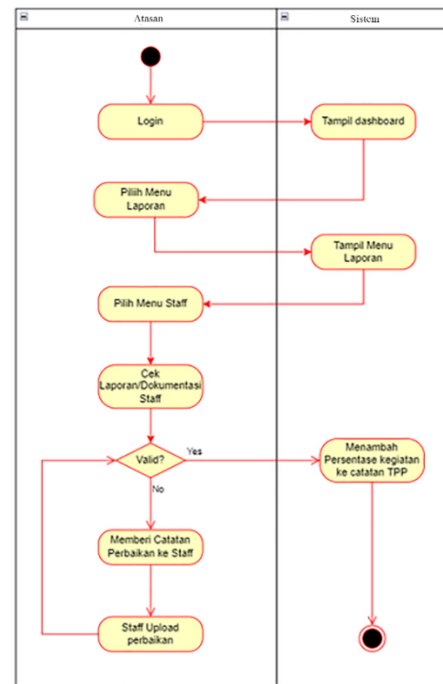 Atasan
Sistem
Login
Tampil dashboard
Piliih Menu
Laporan
Tampil Menu
Laporan
Pilih Menu Staff
Cek
Laporan/Dokumentasi
Staff
Valid?
Yes
Menambah
Persentase kegiatan
ke catatan TPP
No
Memberi Catatan
Perbaikan ke Staff
Staff Upload
perbaikan